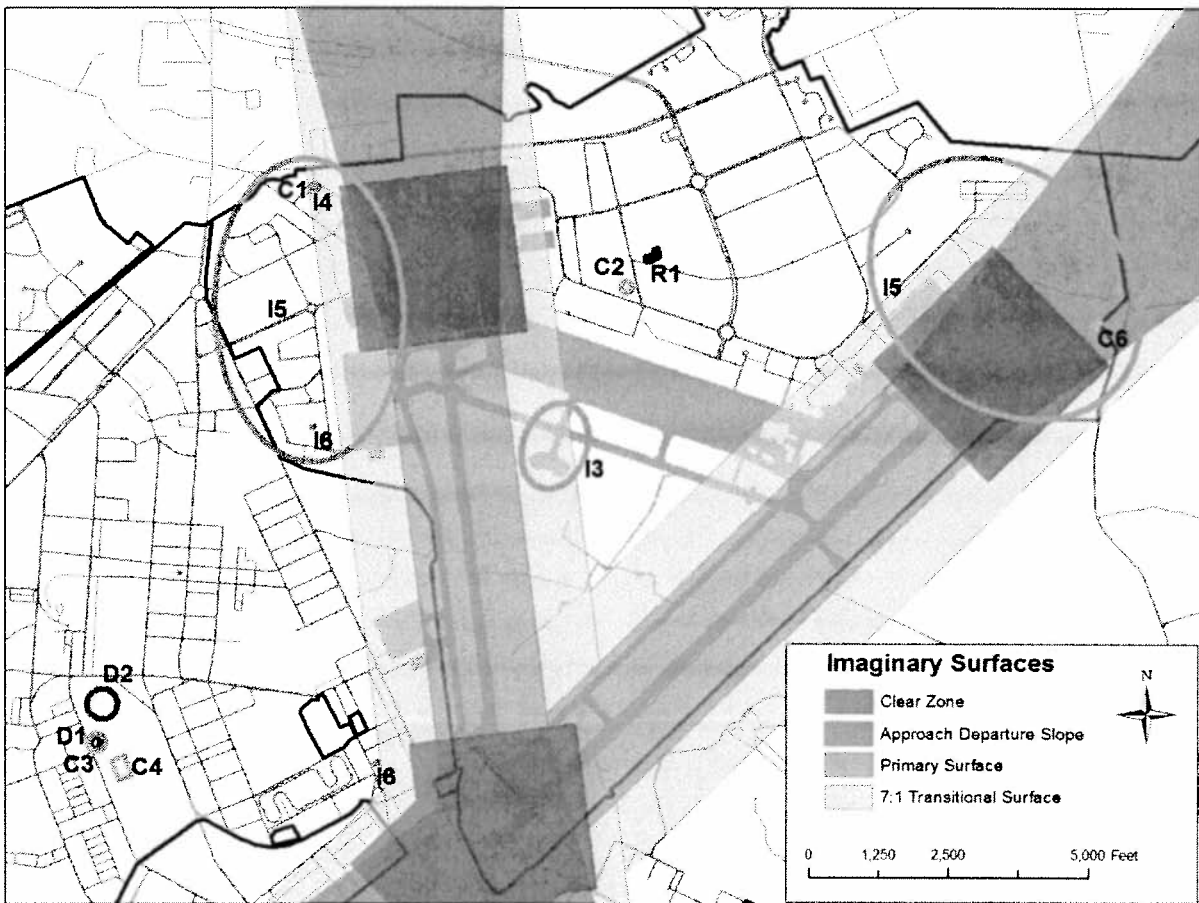 C1
I4
C2
R1
I5
I5
C6
I6
I3
D2
D1
C3
C4
I6
Imaginary Surfaces
N
Clear Zone
Approach Departure Slope
Primary Surface
7:1 Transitional Surface
0 1,250 2,500 5,000 Feet